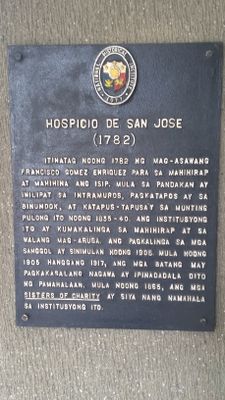 HOSPICIO DE SAN JOSE
(1782)
ITINATAG NOONG 1782 NG MAG-ASAWANG
FRANCISCO GOMEZ ENRIQUEZ PARA SA MAHIHIRAP
AT MAHIHINA ANG ISIP. MULA SA PANDAKAN AY
INILIPAT SA INTRAMUROS, PAGKATAPOS AY SA
BINUNDOK, AT KATAPUS-TAPUSA'Y SA MUNTING
PULONG ITO NOONG 1835-40. ANG INSTITUSYONG
ITO AY KUMAKALINGA SA MAHIHIRAP AT SA
WALANG MAG-ARUGA. ANG PAGKALINGA SA MGA
SANGGOL AY SINIMULAN NOONG 1906. MULA NOONG
1905 HANGGANG 1917, ANG MGA BATANG MAY
PAGKAKASALANG NAGAWA AY IPINADADALA DITO
NG PAMAHALAAN. MULA NOONG 1865, ANG MGA
SISTERS OF CHARITY AY SIYA NANG NAMAHALA
SA INSTITUSYONG ITO.